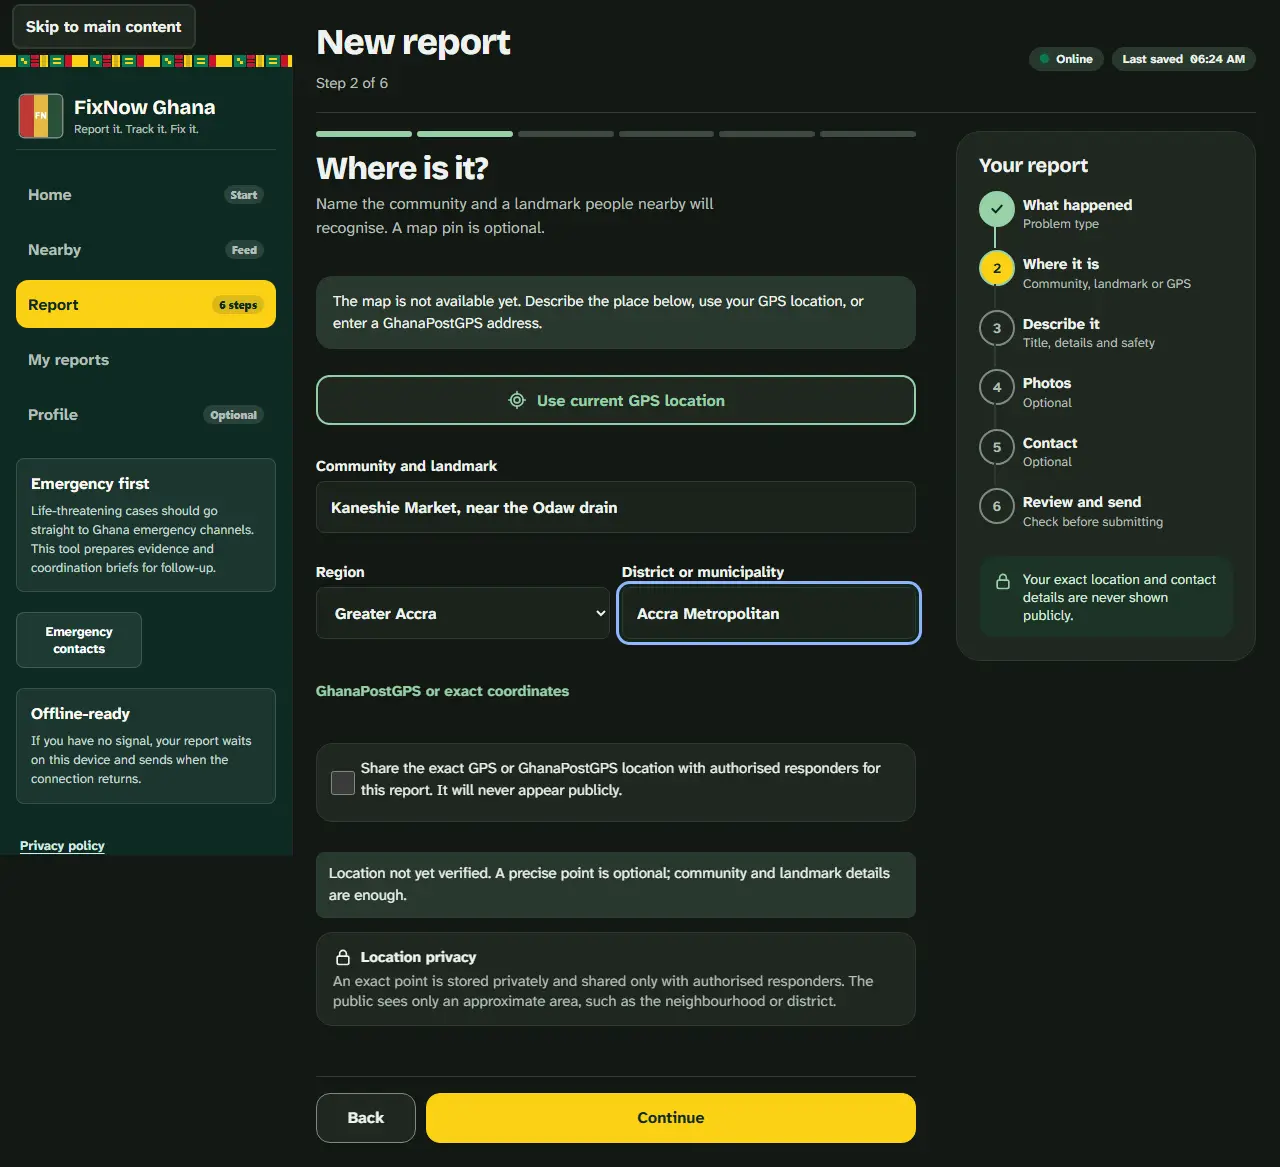 Skip to main content
FN
FixNow Ghana
Report it. Track it. Fix it.
Home
Start
Nearby
Feed
Report
6 steps
My reports
Profile
Optional
Emergency first
Life-threatening cases should go
straight to Ghana emergency channels.
This tool prepares evidence and
coordination briefs for follow-up.
Emergency
contacts
Offline-ready
If you have no signal, your report waits
on this device and sends when the
connection returns.
Privacy policy
New report
Step 2 of 6
Online
Last saved 06:24 AM
Where is it?
Name the community and a landmark people nearby will
recognise. A map pin is optional.
The map is not available yet. Describe the place below, use your GPS location, or
enter a GhanaPostGPS address.
Use current GPS location
Community and landmark
Kaneshie Market, near the Odaw drain
Region
District or municipality
Greater Accra
Accra Metropolitan
GhanaPostGPS or exact coordinates
Share the exact GPS or GhanaPostGPS location with authorised responders for
this report. It will never appear publicly.
Location not yet verified. A precise point is optional; community and landmark details
are enough.
Location privacy
An exact point is stored privately and shared only with authorised responders. The
public sees only an approximate area, such as the neighbourhood or district.
Back
Continue
Your report
What happened
Problem type
2
Where it is
Community, landmark or GPS
3
Describe it
Title, details and safety
4
Photos
Optional
5
Contact
Optional
6
Review and send
Check before submitting
Your exact location and contact
details are never shown
publicly.